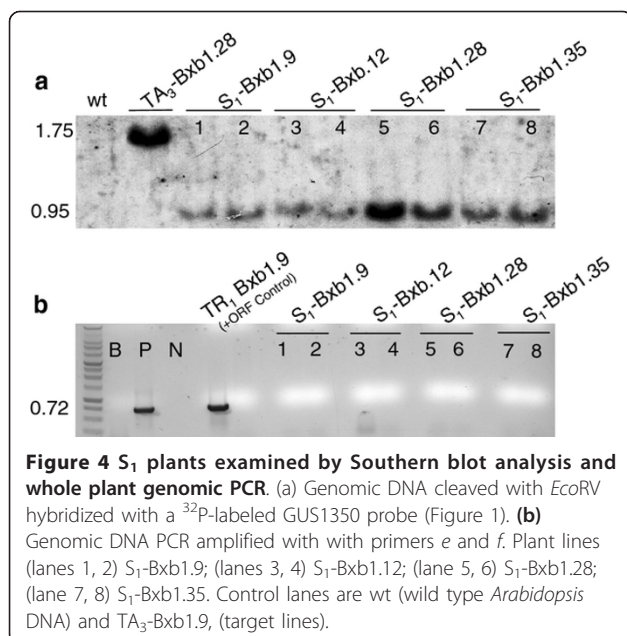 a
wt TA₃-Bxb1.28 S₁-Bxb1.9 S₁-Bxb.12 S₁-Bxb1.28 S₁-Bxb1.35
1 2 3 4 5 6 7 8
1.75
0.95
b
TR₁ Bxb1.9 (+ORF Control) S₁-Bxb1.9 S₁-Bxb.12 S₁-Bxb1.28 S₁-Bxb1.35
B P N 1 2 3 4 5 6 7 8
0.72
Figure 4 S₁ plants examined by Southern blot analysis and
whole plant genomic PCR. (a) Genomic DNA cleaved with EcoRV
hybridized with a ³²P-labeled GUS1350 probe (Figure 1). (b)
Genomic DNA PCR amplified with with primers e and f. Plant lines
(lanes 1, 2) S₁-Bxb1.9; (lanes 3, 4) S₁-Bxb1.12; (lane 5, 6) S₁-Bxb1.28;
(lane 7, 8) S₁-Bxb1.35. Control lanes are wt (wild type Arabidopsis
DNA) and TA₃-Bxb1.9, (target lines).